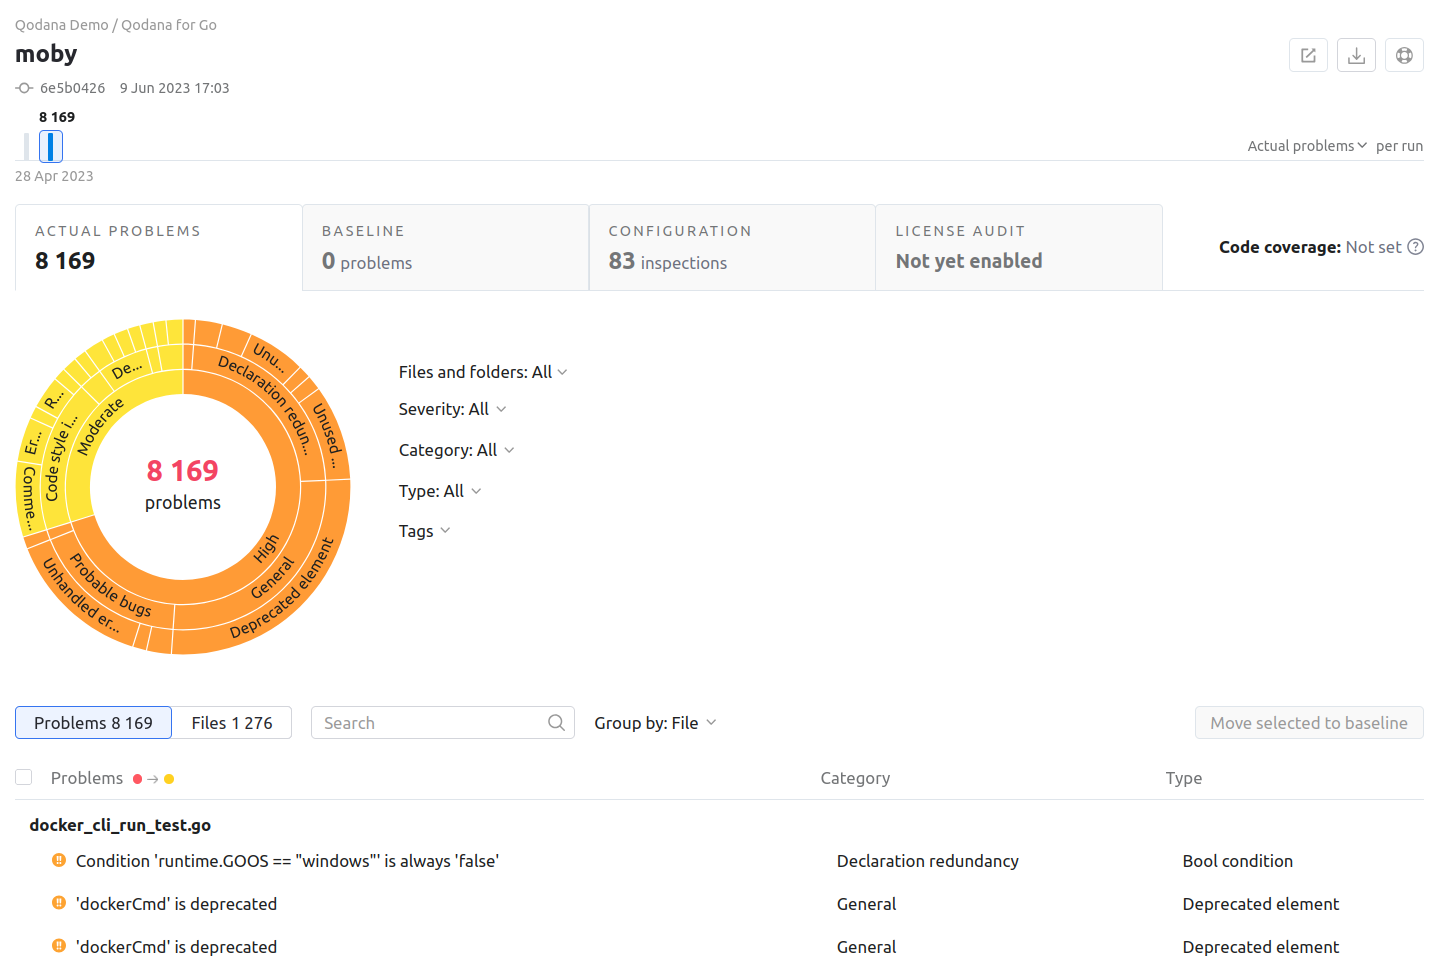 Qodana Demo / Qodana for Go
moby
6e5b0426 9 Jun 2023 17:03
8 169
Actual problems per run
28 Apr 2023
ACTUAL PROBLEMS
8 169
BASELINE
0 problems
CONFIGURATION
83 inspections
LICENSE AUDIT
Not yet enabled
Code coverage: Not set
Unu...
Declaration redun...
Unused ...
De...
Moderate
R...
Code style i...
Er...
Comme...
8 169
problems
High
General
Deprecated element
Probable bugs
Unhandled er...
Files and folders: All
Severity: All
Category: All
Type: All
Tags
Problems 8 169
Files 1 276
Search
Group by: File
Move selected to baseline
Problems
Category
Type
docker_cli_run_test.go
Condition 'runtime.GOOS == "windows"' is always 'false' Declaration redundancy Bool condition
'dockerCmd' is deprecated General Deprecated element
'dockerCmd' is deprecated General Deprecated element